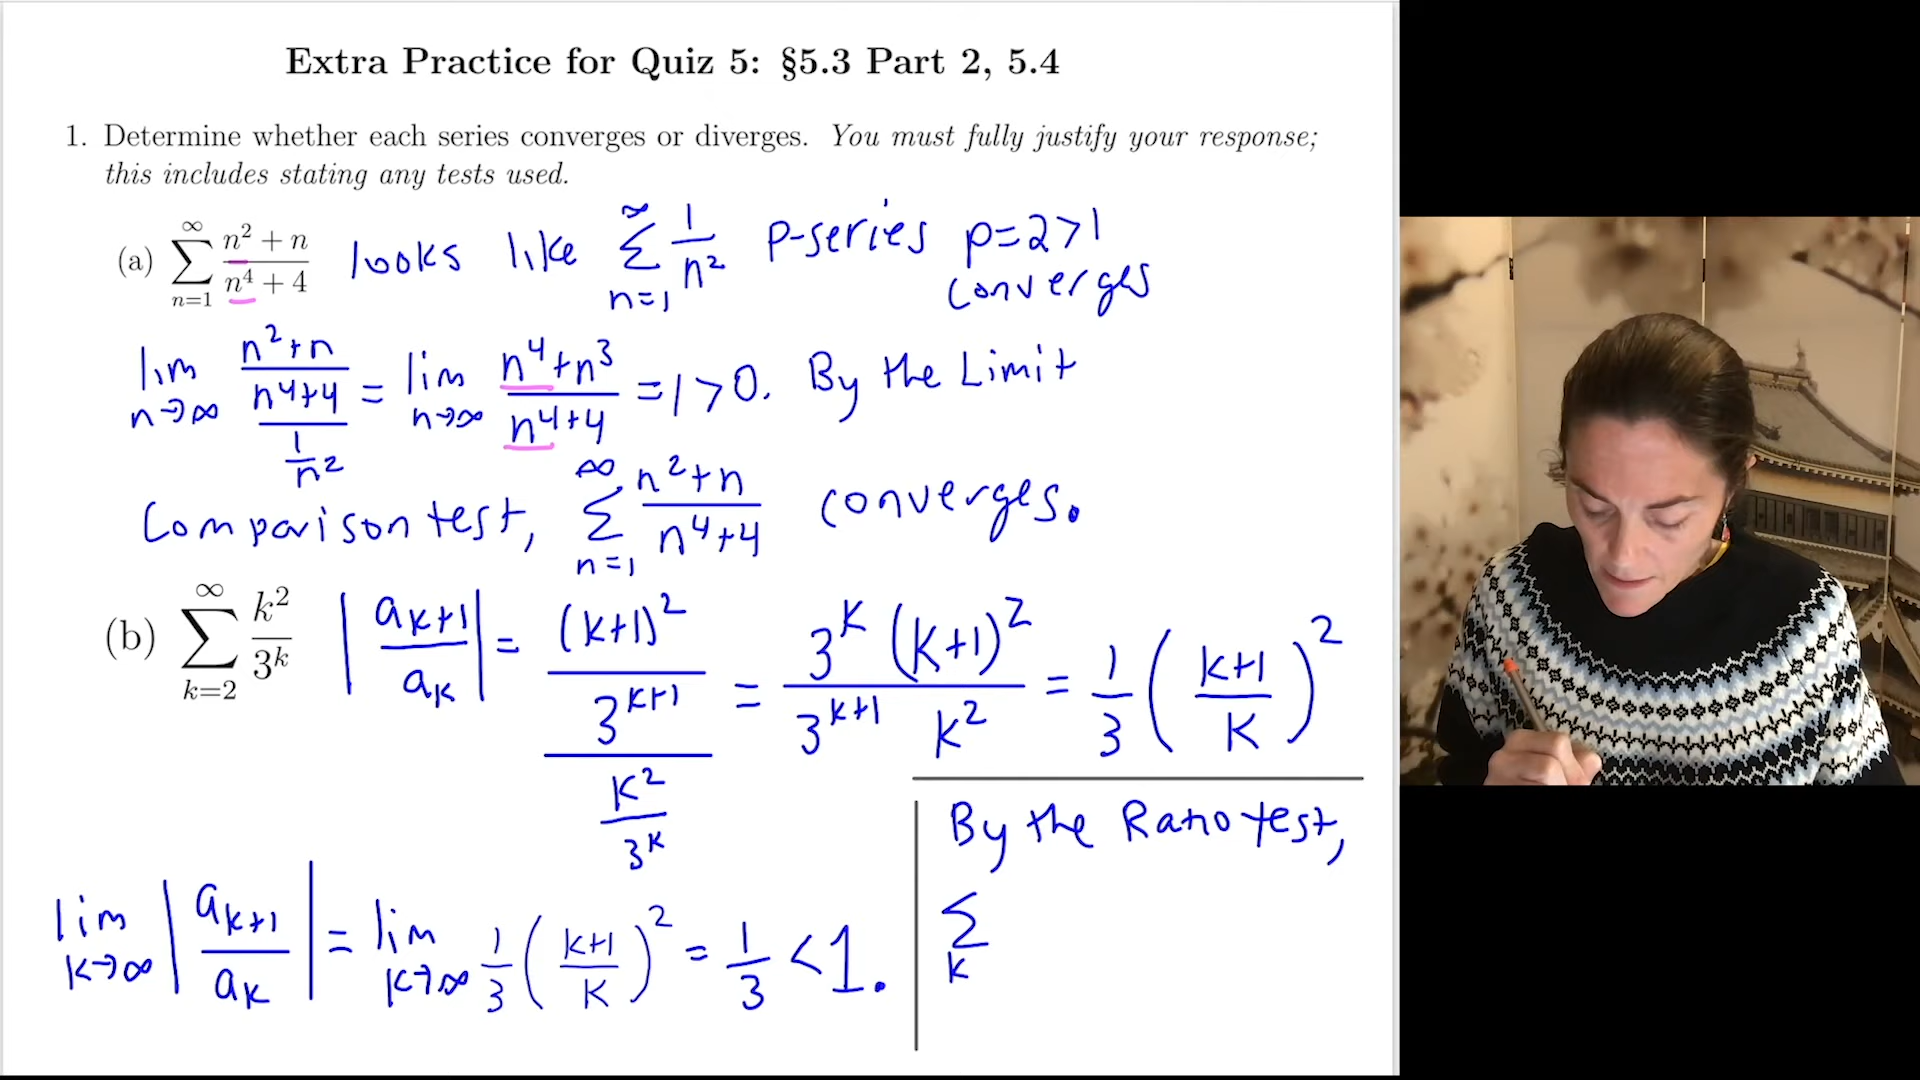 Extra Practice for Quiz 5: §5.3 Part 2, 5.4
1. Determine whether each series converges or diverges. You must fully justify your response;
this includes stating any tests used.
(a) ∑_{n=1}^{∞} (n² + n)/(n⁴ + 4) looks like ∑_{n=1}^{∞} 1/n² p-series p=2>1
converges
lim_{n→∞} ((n²+n)/(n⁴+4))/(1/n²) = lim_{n→∞} (n⁴+n³)/(n⁴+4) = 1 > 0. By the Limit
Comparison test, ∑_{n=1}^{∞} (n²+n)/(n⁴+4) converges.
(b) ∑_{k=2}^{∞} k²/3ᵏ |a_{k+1}/a_k| = ((k+1)²/3^{k+1})/(k²/3^k) = (3^k (k+1)²)/(3^{k+1} k²) = 1/3 ((k+1)/k)²
lim_{k→∞} |a_{k+1}/a_k| = lim_{k→∞} 1/3 ((k+1)/k)² = 1/3 < 1.
By the Ratio test,
∑_{k}